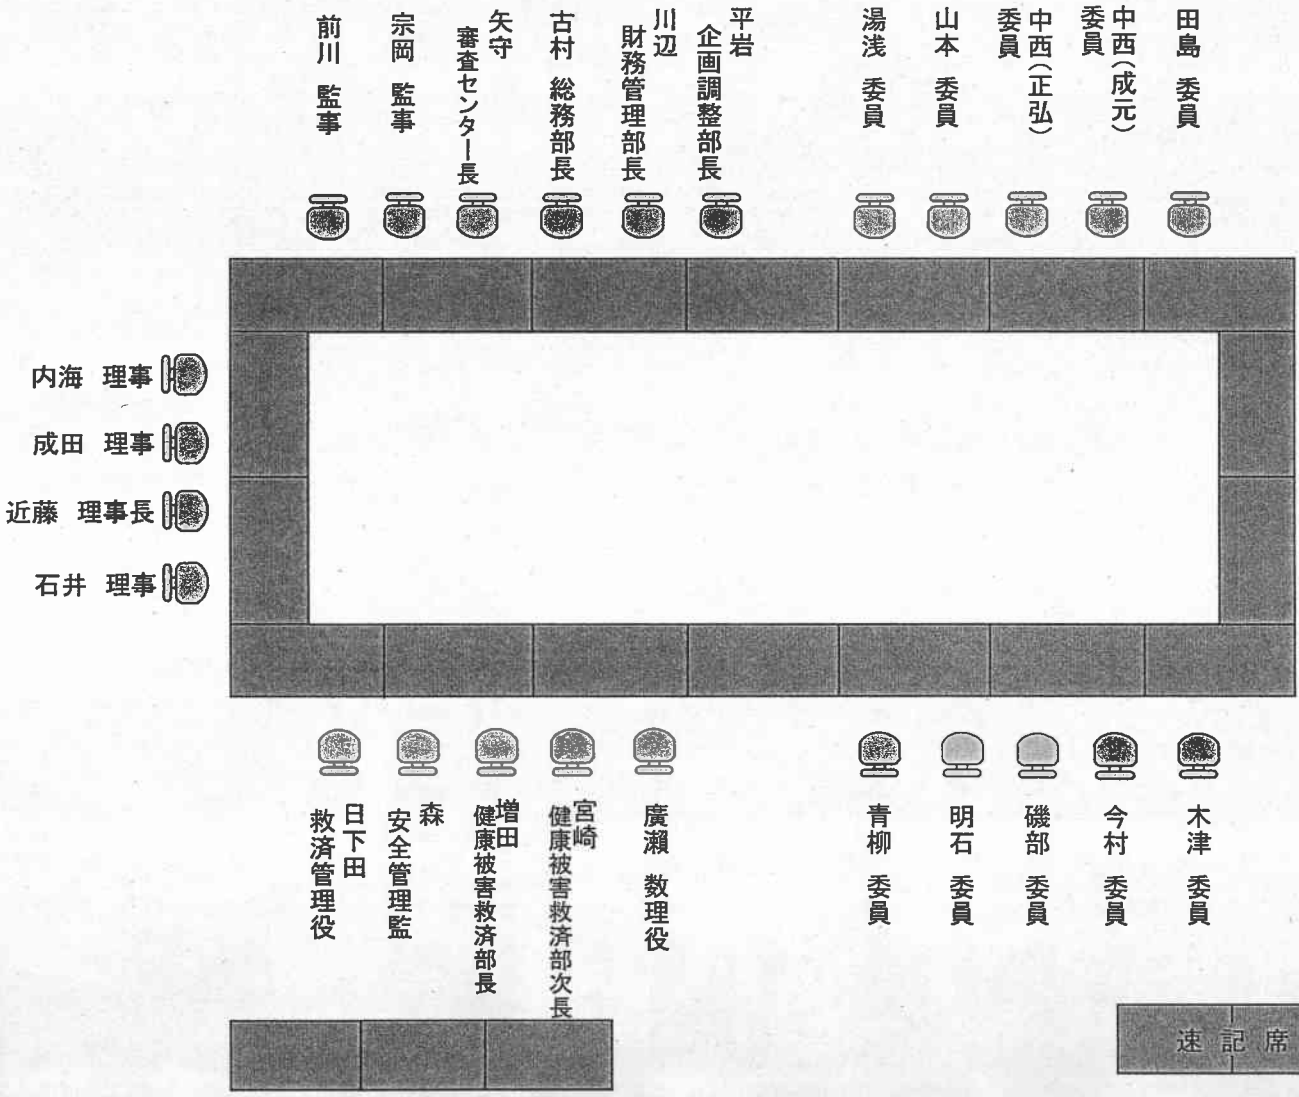 前川 監事
宗岡 監事
矢守
審査センター長
古村 総務部長
川辺
財務管理部長
平岩
企画調整部長
湯浅 委員
山本 委員
中西(正弘)
委員
中西(成元)
委員
田島 委員
内海 理事
成田 理事
近藤 理事長
石井 理事
日下田
救済管理役
森
安全管理監
増田
健康被害救済部長
宮崎
健康被害救済部次長
廣瀬 数理役
青柳 委員
明石 委員
磯部 委員
今村 委員
木津 委員
速記席